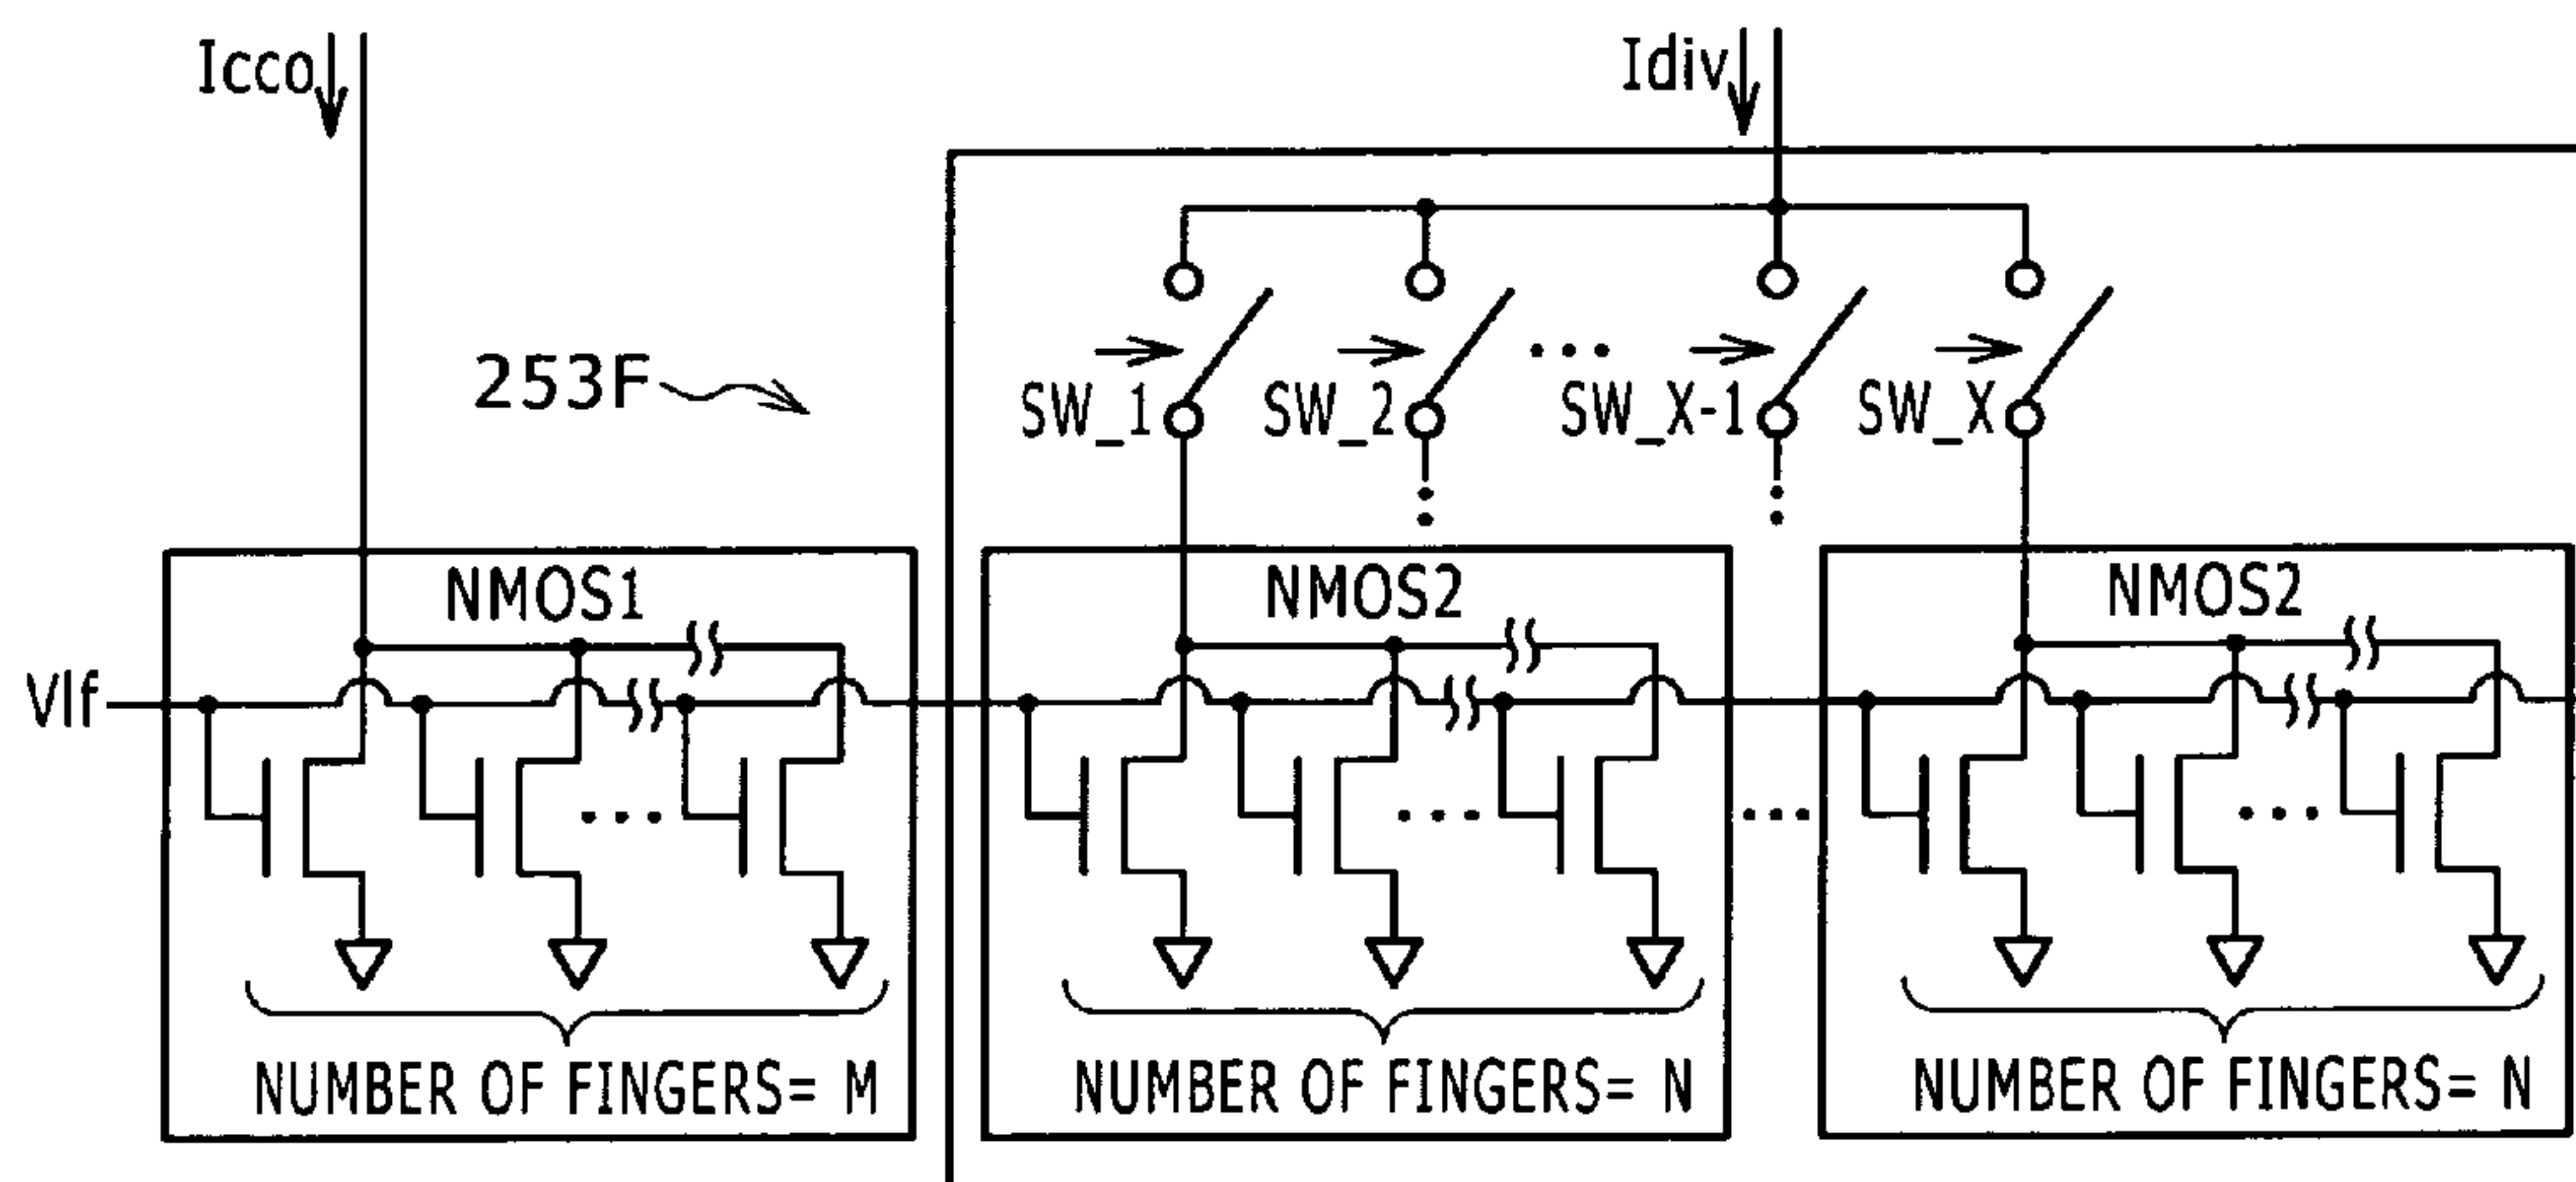 Icco
Idiv
253F
SW_1
SW_2
SW_X-1
SW_X
NMOS1
NMOS2
NMOS2
Vlf
NUMBER OF FINGERS= M
NUMBER OF FINGERS= N
NUMBER OF FINGERS= N